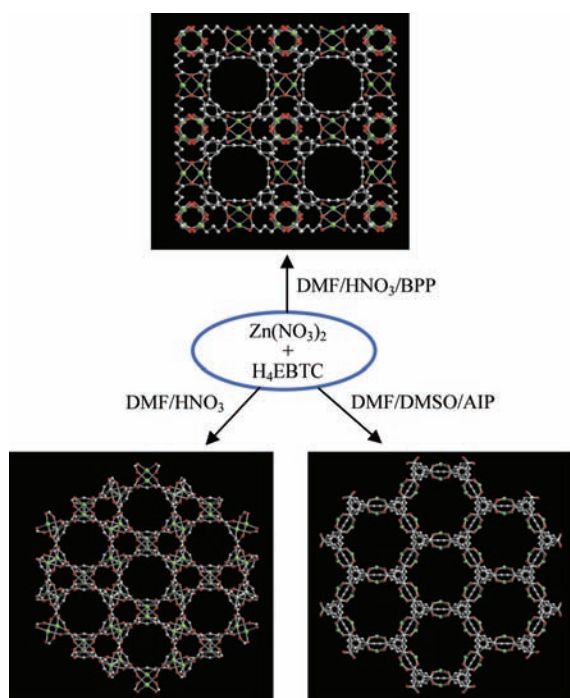 DMF/HNO₃/BPP
Zn(NO₃)₂
+
H₄EBTC
DMF/HNO₃
DMF/DMSO/AIP